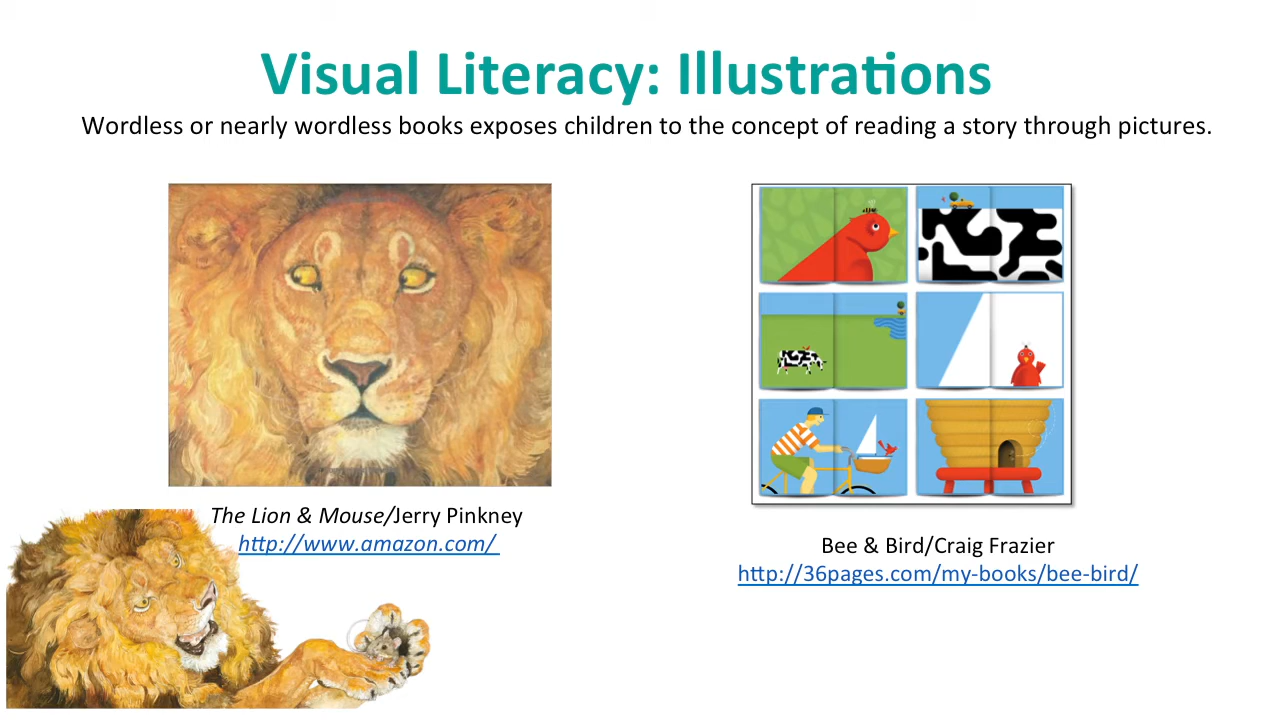 Visual Literacy: Illustrations
Wordless or nearly wordless books exposes children to the concept of reading a story through pictures.
The Lion & Mouse/Jerry Pinkney
http://www.amazon.com/
Bee & Bird/Craig Frazier
http://36pages.com/my-books/bee-bird/